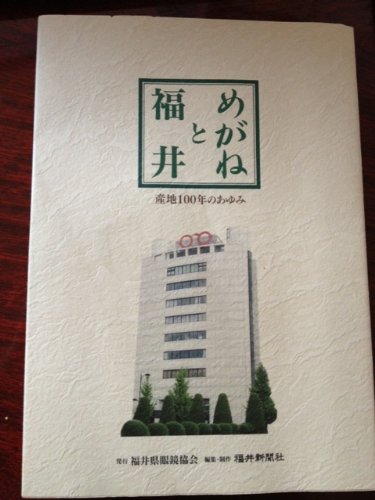 めがね
と
福井
産地100年のあゆみ
発行 福井県眼鏡協会 編集・制作 福井新聞社